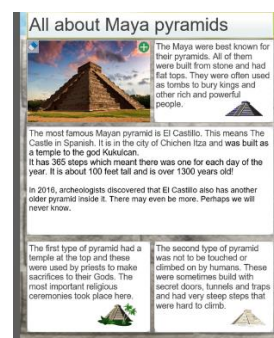 All about Maya pyramids
The Maya were best known for
their pyramids. All of them
were built from stone and had
flat tops. They were often used
as tombs to bury kings and
other rich and powerful
people.
The most famous Mayan pyramid is El Castillo. This means The
Castle in Spanish. It is in the city of Chichen Itza and was built as
a temple to the god Kukulcan.
It has 365 steps which meant there was one for each day of the
year. It is about 100 feet tall and is over 1300 years old!
In 2016, archeologists discovered that El Castillo also has another
older pyramid inside it. There may even be more. Perhaps we will
never know.
The first type of pyramid had a
temple at the top and these
were used by priests to make
sacrifices to their Gods. The
most important religious
ceremonies took place here.
The second type of pyramid
was not to be touched or
climbed on by humans. These
were sometimes build with
secret doors, tunnels and traps
and had very steep steps that
were hard to climb.